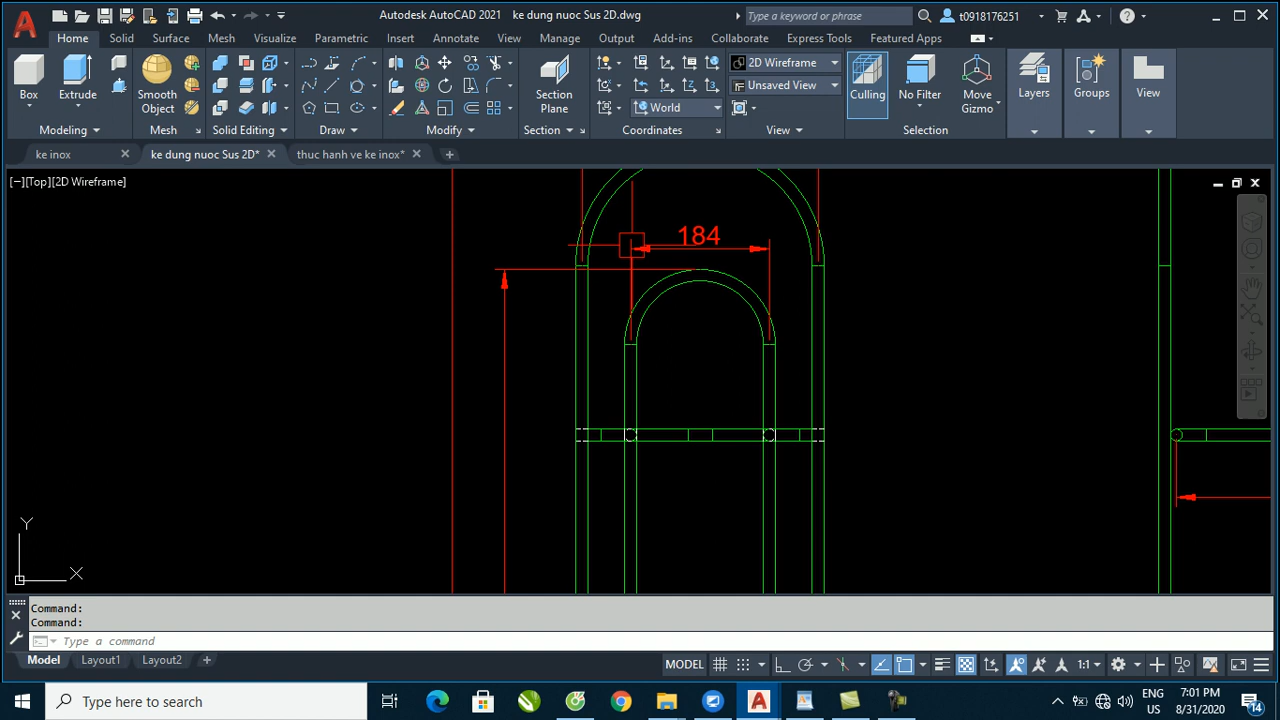 Autodesk AutoCAD 2021 ke dung nuoc Sus 2D.dwg
Type a keyword or phrase
t0918176251
Home Solid Surface Mesh Visualize Parametric Insert Annotate View Manage Output Add-ins Collaborate Express Tools Featured Apps
2D Wireframe
Unsaved View
World
Box
Extrude
Smooth Object
Section Plane
Culling
No Filter
Move Gizmo
Layers
Groups
View
Modeling Mesh Solid Editing Draw Modify Section Coordinates View Selection
ke inox
ke dung nuoc Sus 2D*
thuc hanh ve ke inox*
[−][Top][2D Wireframe]
184
Y
X
Command:
Command:
Type a command
Model Layout1 Layout2
MODEL
1:1
Type here to search
ENG
US
7:01 PM
8/31/2020
14